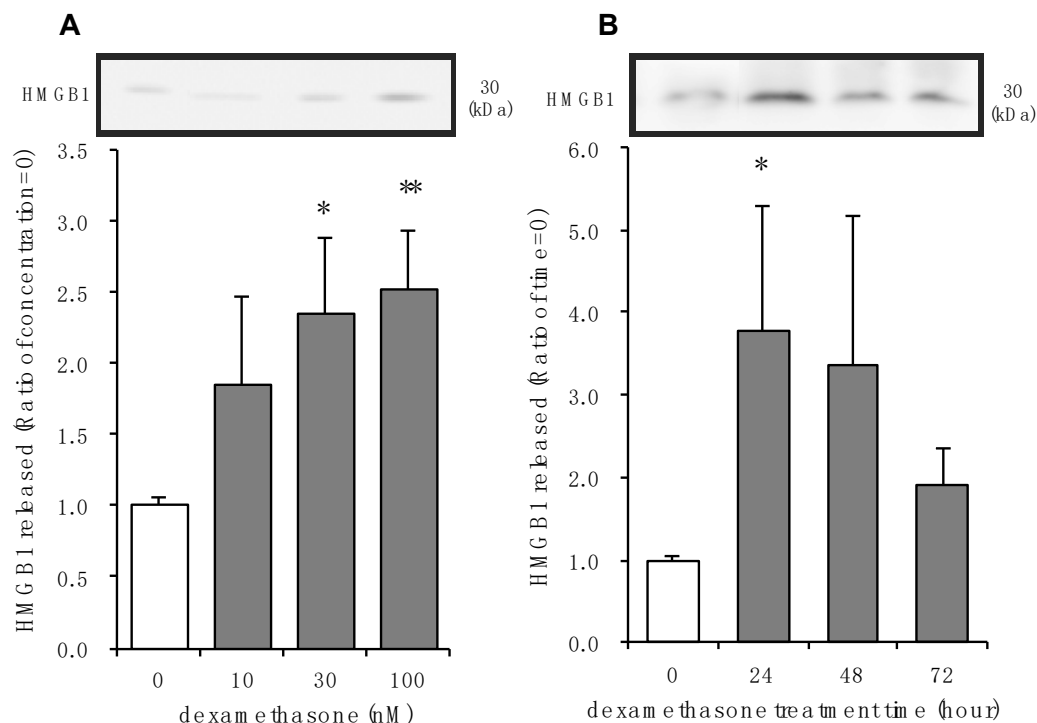 A
HMGB1
30
(kDa)
HMGB1 released (Ratio of concentration=0)
3.5
3.0
2.5
2.0
1.5
1.0
0.5
0.0
*
**
0 10 30 100
dexamethasone (nM)
B
HMGB1
30
(kDa)
HMGB1 released (Ratio of time=0)
6.0
5.0
4.0
3.0
2.0
1.0
0.0
*
0 24 48 72
dexamethasone treatment time (hour)